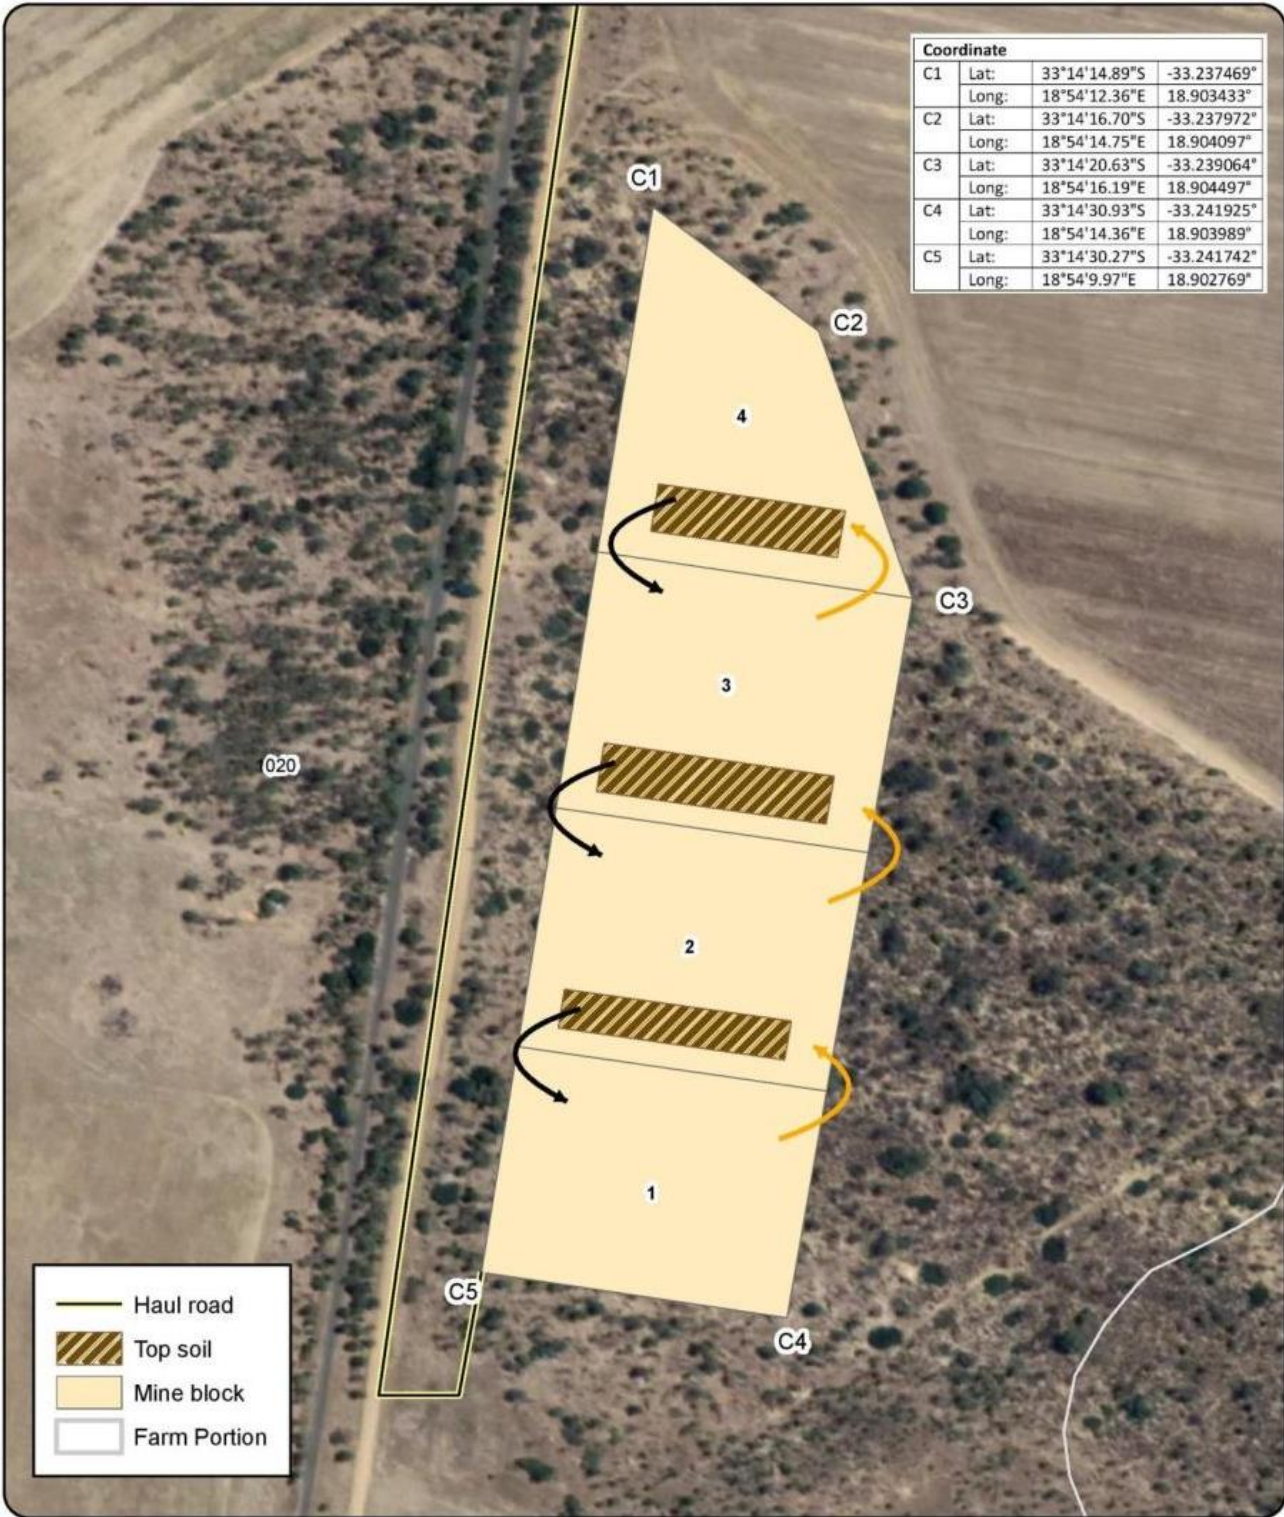 Coordinate
C1 Lat: 33°14'14.89"S -33.237469°
Long: 18°54'12.36"E 18.903433°
C2 Lat: 33°14'16.70"S -33.237972°
Long: 18°54'14.75"E 18.904097°
C3 Lat: 33°14'20.63"S -33.239064°
Long: 18°54'16.19"E 18.904497°
C4 Lat: 33°14'30.93"S -33.241925°
Long: 18°54'14.36"E 18.903989°
C5 Lat: 33°14'30.27"S -33.241742°
Long: 18°54'9.97"E 18.902769°
C1
C2
4
C3
3
020
2
1
C5
C4
Haul road
Top soil
Mine block
Farm Portion